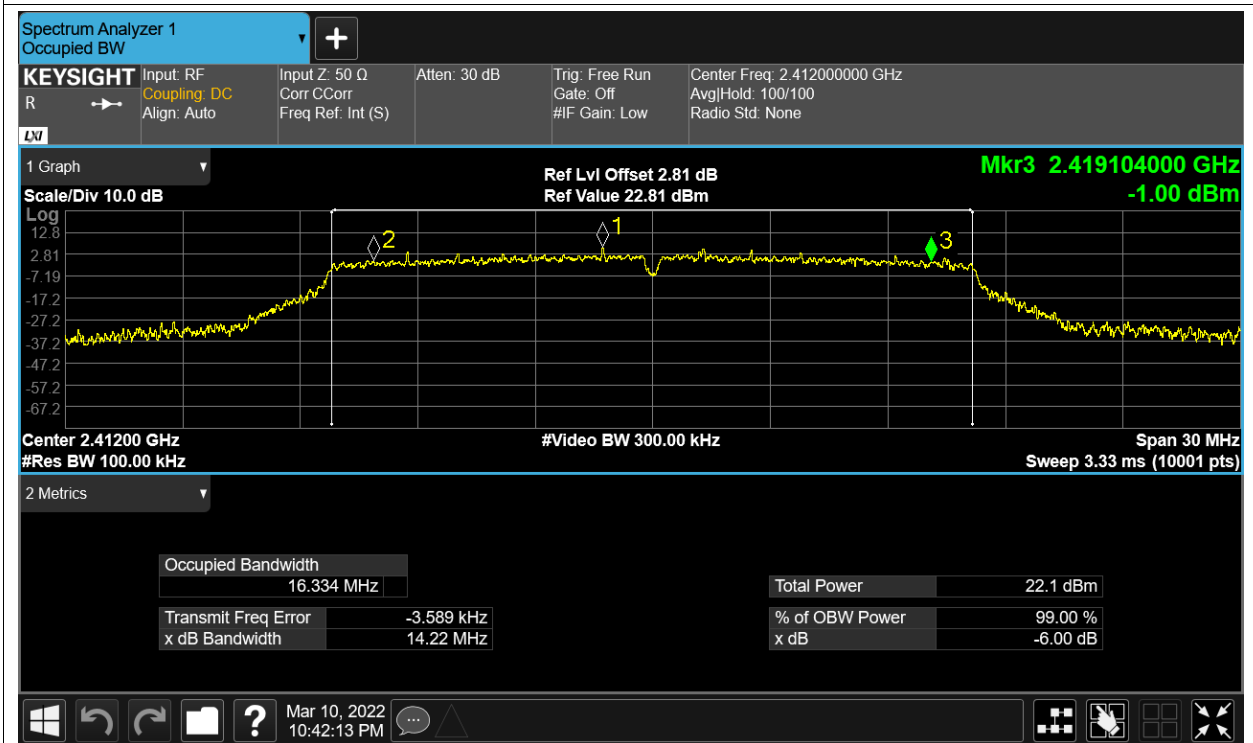 Spectrum Analyzer 1
Occupied BW
KEYSIGHT
R
LXI
Input: RF
Coupling: DC
Align: Auto
Input Z: 50 Ω
Corr CCorr
Freq Ref: Int (S)
Atten: 30 dB
Trig: Free Run
Gate: Off
#IF Gain: Low
Center Freq: 2.412000000 GHz
Avg|Hold: 100/100
Radio Std: None
1 Graph
Scale/Div 10.0 dB
Ref Lvl Offset 2.81 dB
Ref Value 22.81 dBm
Mkr3 2.419104000 GHz
-1.00 dBm
Log
12.8
2.81
-7.19
-17.2
-27.2
-37.2
-47.2
-57.2
-67.2
2
1
3
Center 2.41200 GHz
#Res BW 100.00 kHz
#Video BW 300.00 kHz
Span 30 MHz
Sweep 3.33 ms (10001 pts)
2 Metrics
Occupied Bandwidth
16.334 MHz
Transmit Freq Error -3.589 kHz
x dB Bandwidth 14.22 MHz
Total Power 22.1 dBm
% of OBW Power 99.00 %
x dB -6.00 dB
?
Mar 10, 2022
10:42:13 PM